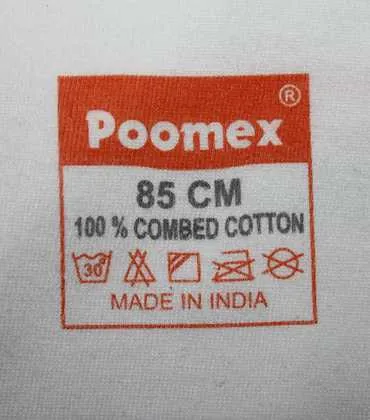 ®
Poomex
85 CM
100 % COMBED COTTON
30°
MADE IN INDIA